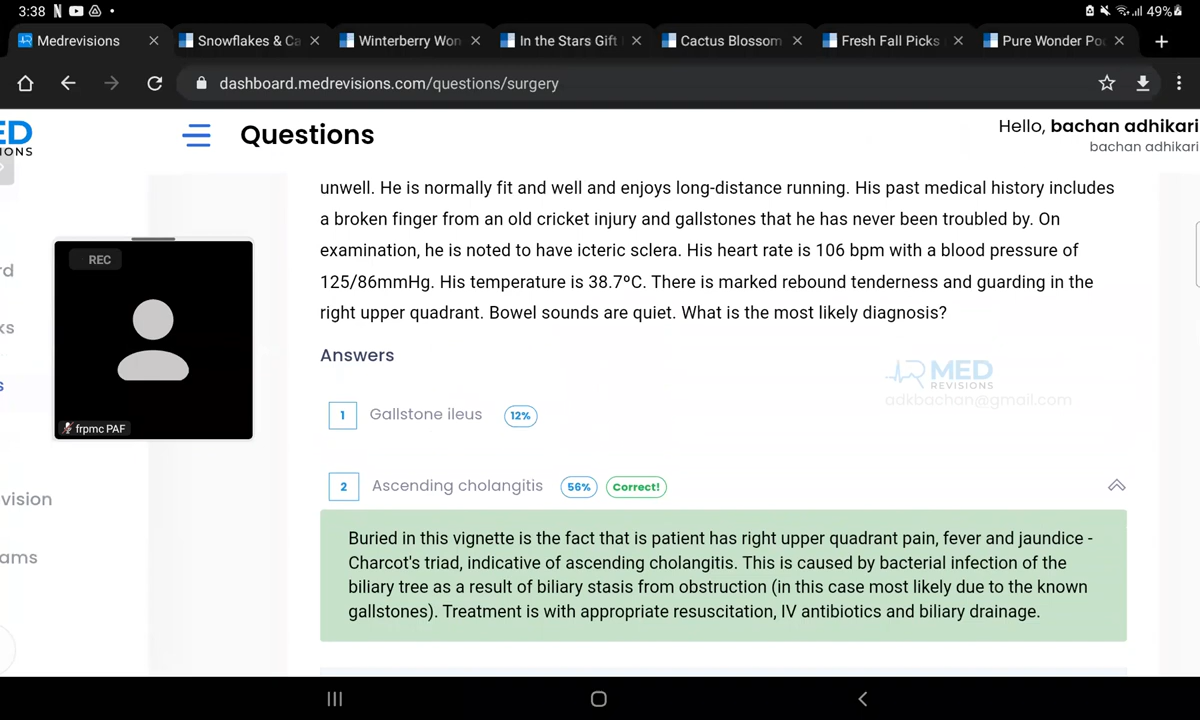 3:38 N
49%
Medrevisions
Snowflakes & Ca
Winterberry Won
In the Stars Gift
Cactus Blossom
Fresh Fall Picks
Pure Wonder Po
dashboard.medrevisions.com/questions/surgery
ED
IONS
Questions
Hello, bachan adhikari
bachan adhikari
unwell. He is normally fit and well and enjoys long-distance running. His past medical history includes
a broken finger from an old cricket injury and gallstones that he has never been troubled by. On
examination, he is noted to have icteric sclera. His heart rate is 106 bpm with a blood pressure of
125/86mmHg. His temperature is 38.7ºC. There is marked rebound tenderness and guarding in the
right upper quadrant. Bowel sounds are quiet. What is the most likely diagnosis?
REC
frpmc PAF
rd
ks
s
vision
ams
Answers
MED
REVISIONS
adkbachan@gmail.com
1 Gallstone ileus 12%
2 Ascending cholangitis 56% Correct!
Buried in this vignette is the fact that is patient has right upper quadrant pain, fever and jaundice -
Charcot's triad, indicative of ascending cholangitis. This is caused by bacterial infection of the
biliary tree as a result of biliary stasis from obstruction (in this case most likely due to the known
gallstones). Treatment is with appropriate resuscitation, IV antibiotics and biliary drainage.